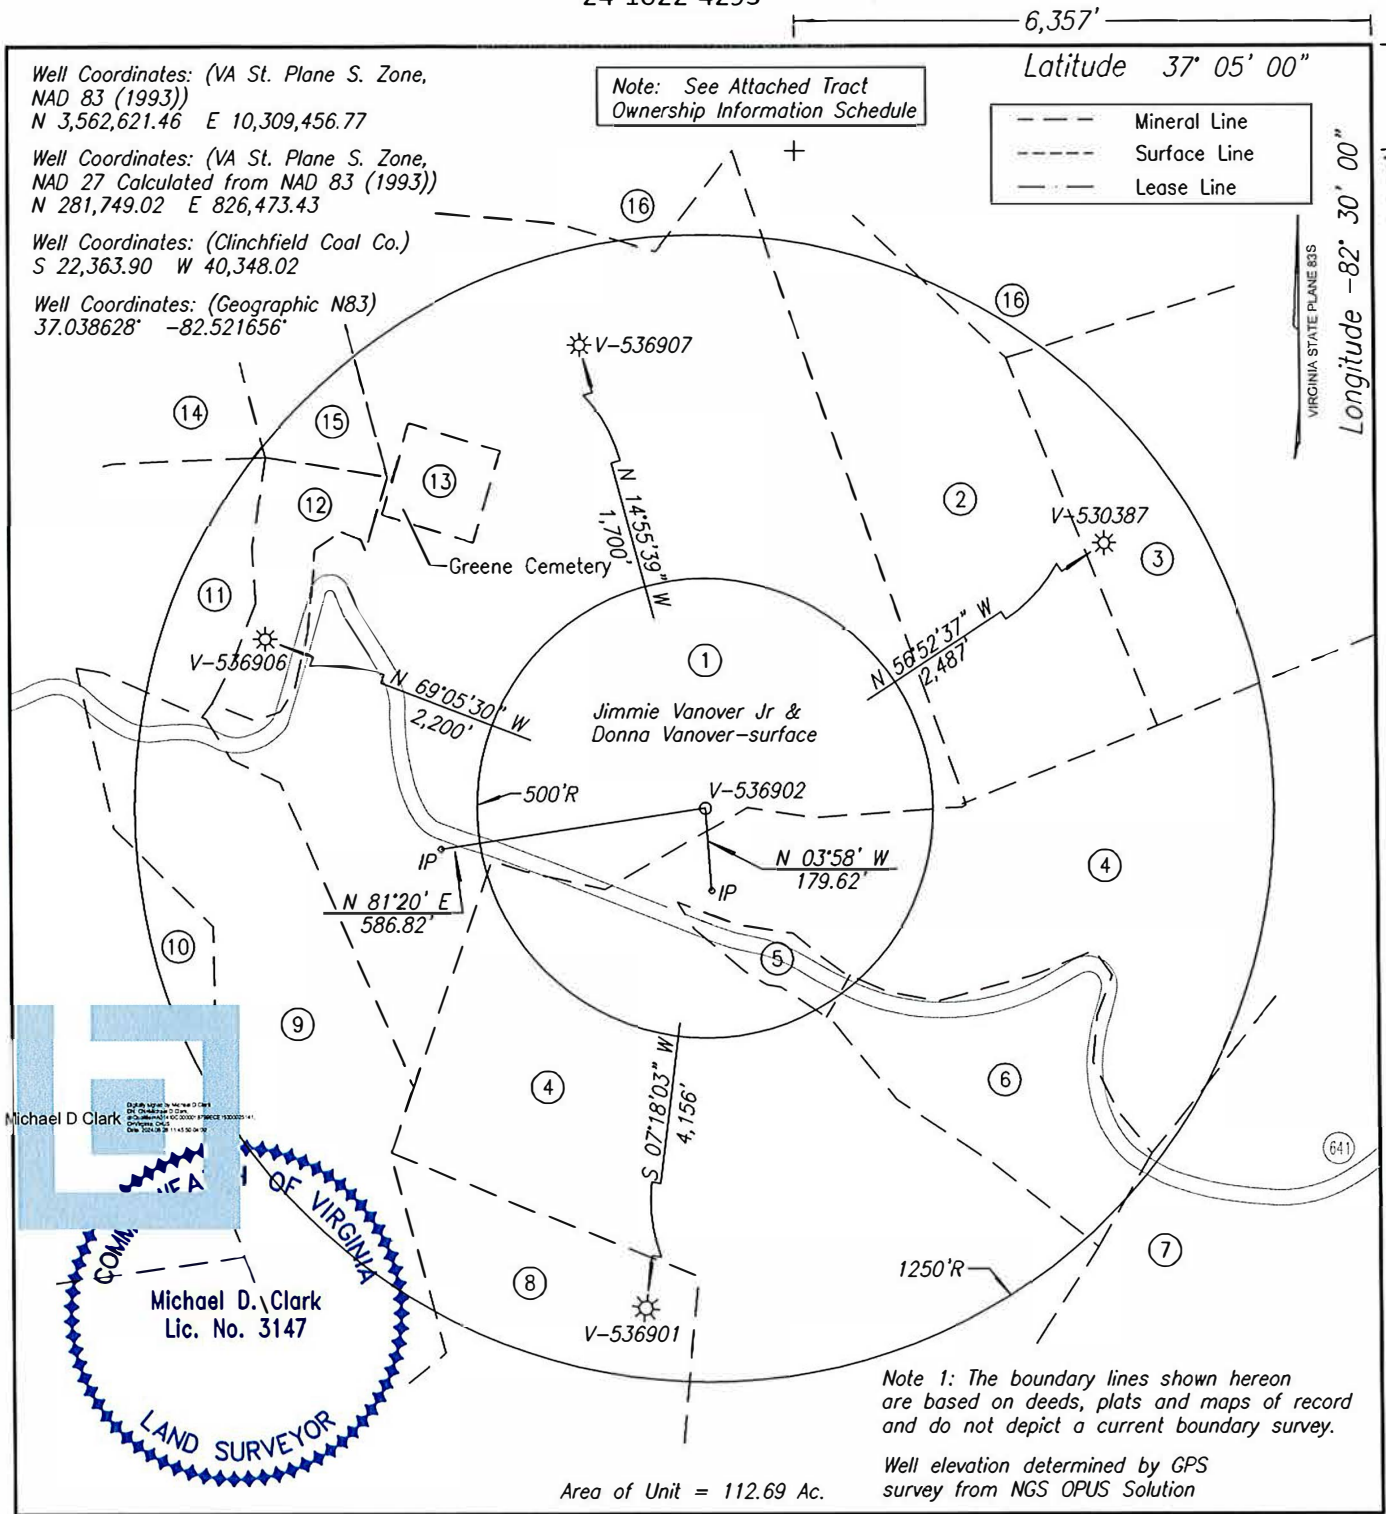 6,357'
Well Coordinates: (VA St. Plane S. Zone,
NAD 83 (1993))
N 3,562,621.46 E 10,309,456.77
Well Coordinates: (VA St. Plane S. Zone,
NAD 27 Calculated from NAD 83 (1993))
N 281,749.02 E 826,473.43
Well Coordinates: (Clinchfield Coal Co.)
S 22,363.90 W 40,348.02
Well Coordinates: (Geographic N83)
37.038628° -82.521656°
Note: See Attached Tract
Ownership Information Schedule
Latitude 37° 05' 00"
Mineral Line
Surface Line
Lease Line
Longitude -82° 30' 00"
VIRGINIA STATE PLANE 83S
16
16
V-536907
14
15
13
12
2
V-530387
3
N 14°55'39" W
1,700'
Greene Cemetery
11
V-536906
N 56°52'37" W
2,487'
1
N 69°05'30" W
2,200'
Jimmie Vanover Jr &
Donna Vanover-surface
500'R
V-536902
IP
N 03°58' W
179.62'
IP
4
N 81°20' E
586.82'
10
5
9
4
6
S 07°18'03" W
4,156'
Michael D Clark
641
7
OF VIRGINIA
8
1250'R
Michael D. Clark
Lic. No. 3147
V-536901
LAND SURVEYOR
Note 1: The boundary lines shown hereon
are based on deeds, plats and maps of record
and do not depict a current boundary survey.
Well elevation determined by GPS
survey from NGS OPUS Solution
Area of Unit = 112.69 Ac.